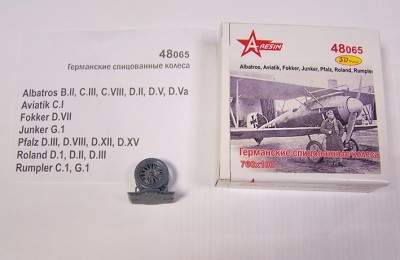 48065
Германские спицованные колеса
Albatros B.II, C.III, C.VIII, D.II, D.V, D.Va
Aviatik C.I
Fokker D.VII
Junker G.1
Pfalz D.III, D.VIII, D.XII, D.XV
Roland D.1, D.II, D.III
Rumpler C.1, G.1
A RESIN
48065
3D
Albatros, Aviatik, Fokker, Junker, Pfalz, Roland, Rumpler
Германские спицованные колеса
760x100